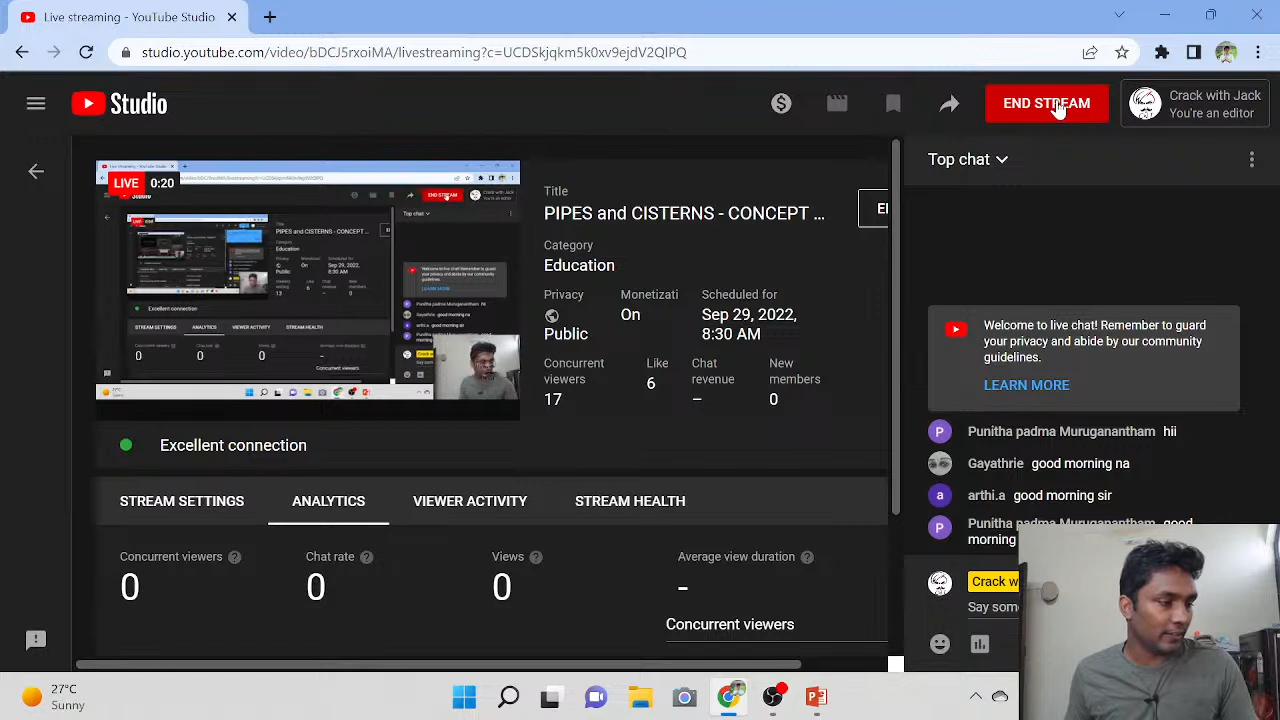 Live streaming - YouTube Studio
studio.youtube.com/video/bDCJ5rxoiMA/livestreaming?c=UCDSkjqkm5k0xv9ejdV2QlPQ
Studio
END STREAM
Crack with Jack
You're an editor
Top chat
LIVE 0:20
Title
PIPES and CISTERNS - CONCEPT ...
Category
Education
Privacy
Public
Monetizati
On
Scheduled for
Sep 29, 2022,
8:30 AM
Concurrent
viewers
17
Like
6
Chat
revenue
–
New
members
0
Excellent connection
STREAM SETTINGS
ANALYTICS
VIEWER ACTIVITY
STREAM HEALTH
Concurrent viewers
0
Chat rate
0
Views
0
Average view duration
-
Concurrent viewers
Welcome to live chat! Remember to guard
your privacy and abide by our community
guidelines.
LEARN MORE
Punitha padma Muruganantham hii
Gayathrie good morning na
arthi.a good morning sir
Punitha padma Muruganantham good
morning
Crack w
Say som
27°C
Sunny